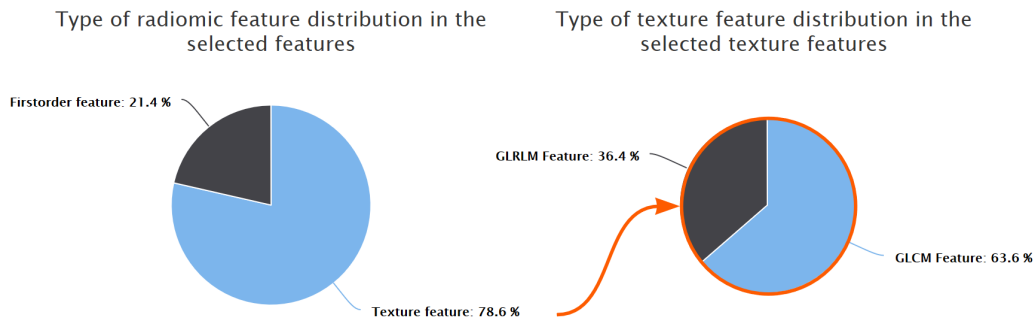 Type of radiomic feature distribution in the
selected features
Firstorder feature: 21.4 %
Texture feature: 78.6 %
Type of texture feature distribution in the
selected texture features
GLRLM Feature: 36.4 %
GLCM Feature: 63.6 %